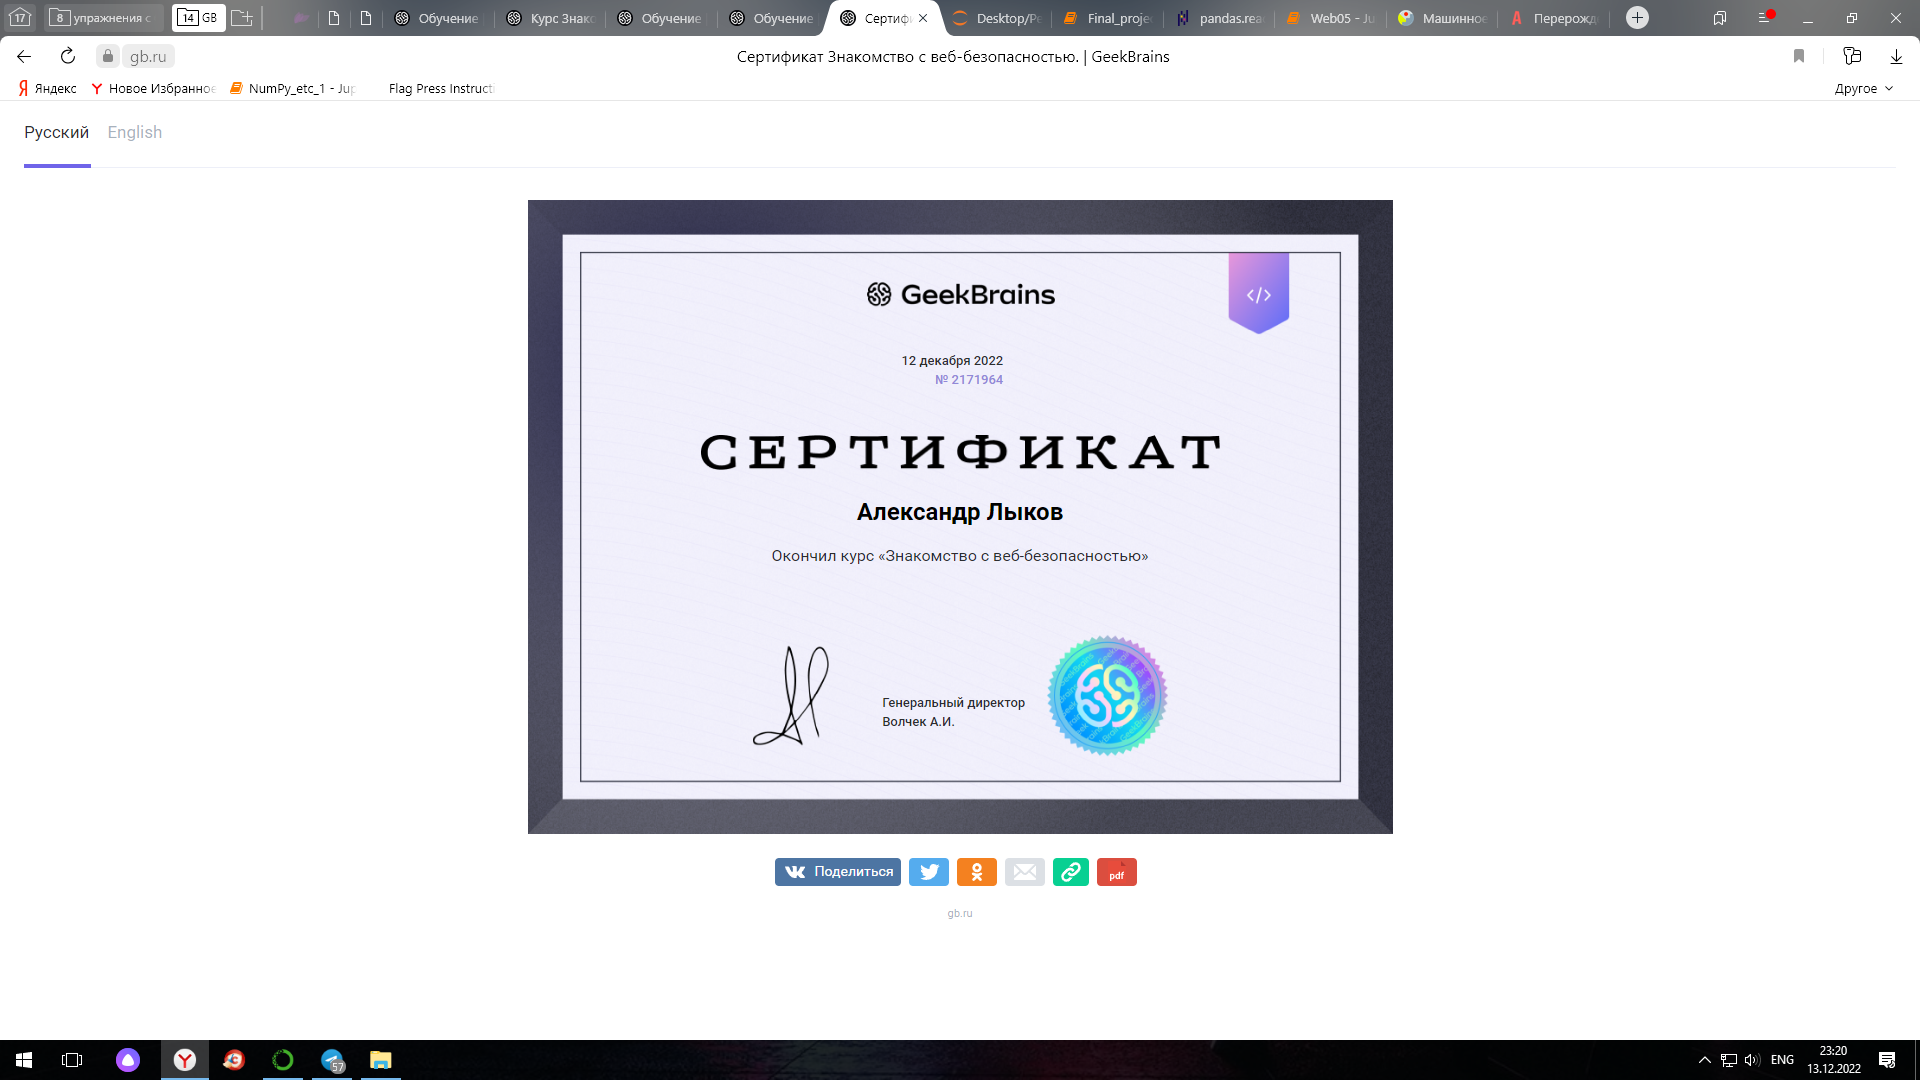 17
8 упражнения с
14 GB
Обучение
Курс Знако
Обучение
Обучение
Сертифи
Desktop/Pe
Final_projec
pandas.rea
Web05 - Ju
Машинное
Перерожд
gb.ru
Сертификат Знакомство с веб-безопасностью. | GeekBrains
Яндекс
Новое Избранное
NumPy_etc_1 - Jup
Flag Press Instructi
Другое
Русский
English
GeekBrains
</>
12 декабря 2022
№ 2171964
СЕРТИФИКАТ
Александр Лыков
Окончил курс «Знакомство с веб-безопасностью»
Генеральный директор
Волчек А.И.
Поделиться
pdf
gb.ru
57
ENG
23:20
13.12.2022